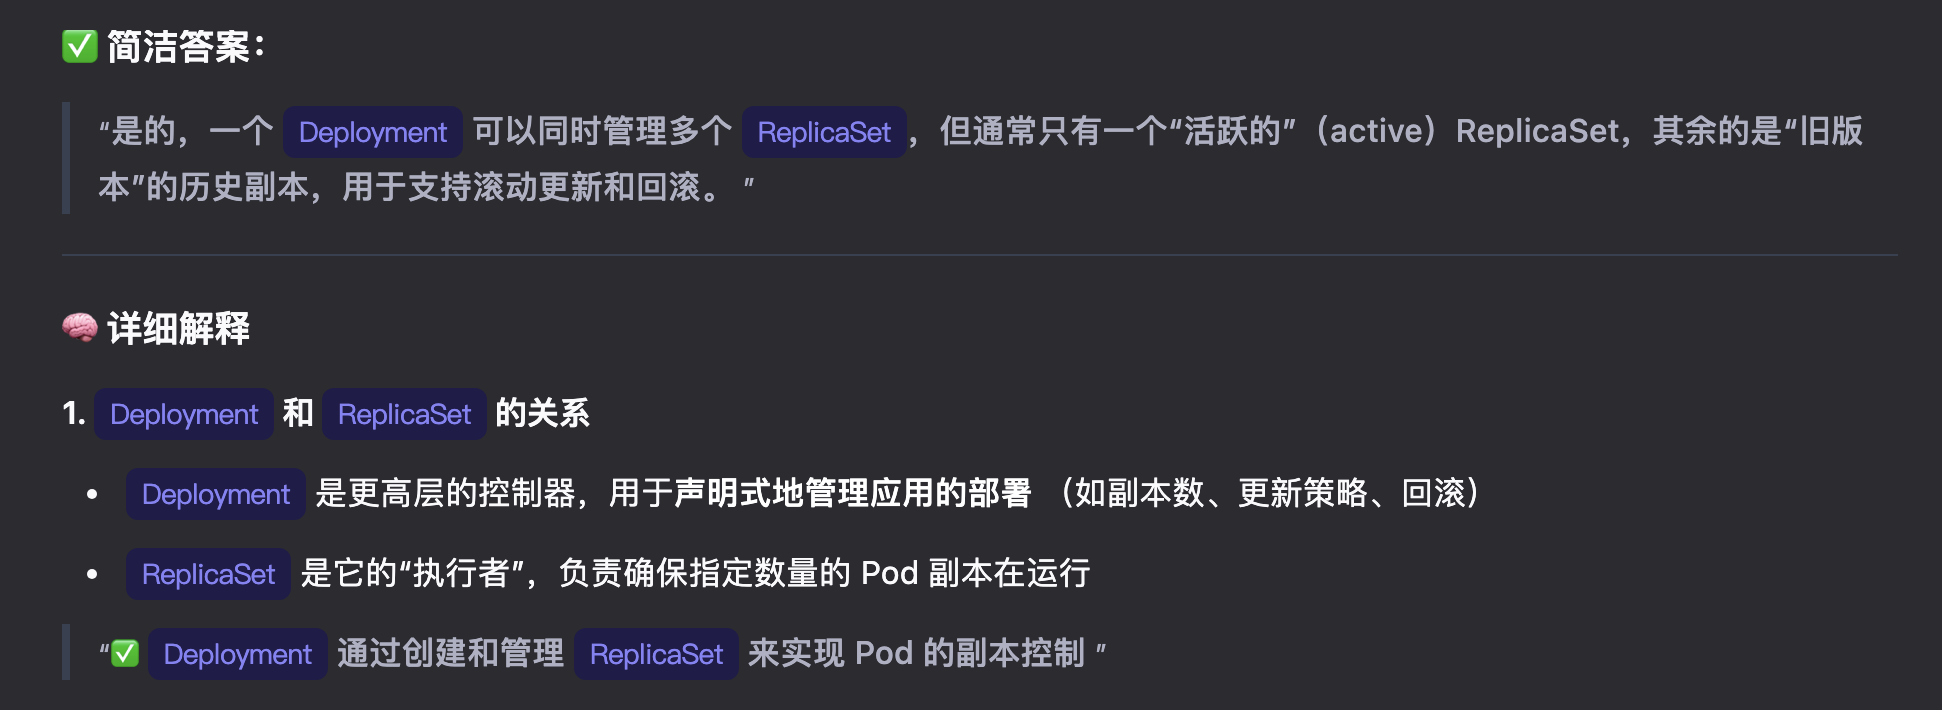 ✅ 简洁答案：
“是的，一个 Deployment 可以同时管理多个 ReplicaSet，但通常只有一个“活跃的”（active）ReplicaSet，其余的是“旧版
本”的历史副本，用于支持滚动更新和回滚。 ”
🧠 详细解释
1. Deployment 和 ReplicaSet 的关系
• Deployment 是更高层的控制器，用于声明式地管理应用的部署 （如副本数、更新策略、回滚）
• ReplicaSet 是它的“执行者”，负责确保指定数量的 Pod 副本在运行
“✅ Deployment 通过创建和管理 ReplicaSet 来实现 Pod 的副本控制 ”